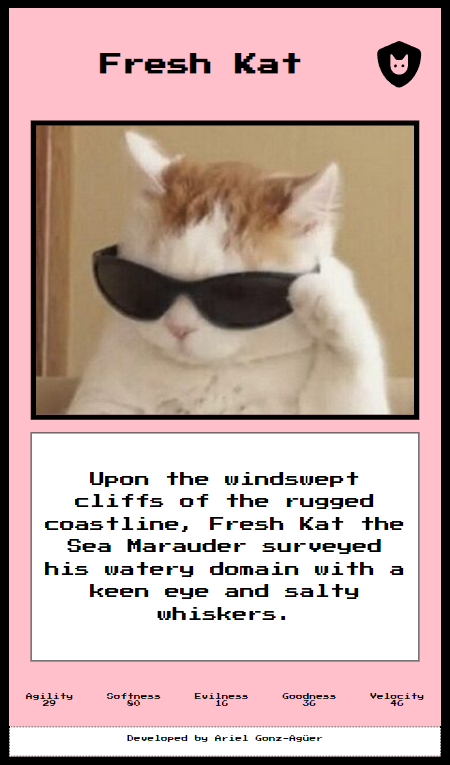 Fresh Kat
Upon the windswept
cliffs of the rugged
coastline, Fresh Kat the
Sea Marauder surveyed
his watery domain with a
keen eye and salty
whiskers.
Agility Softness Evilness Goodness Velocity
29 80 16 36 46
Developed by Ariel Gonz-Agüer